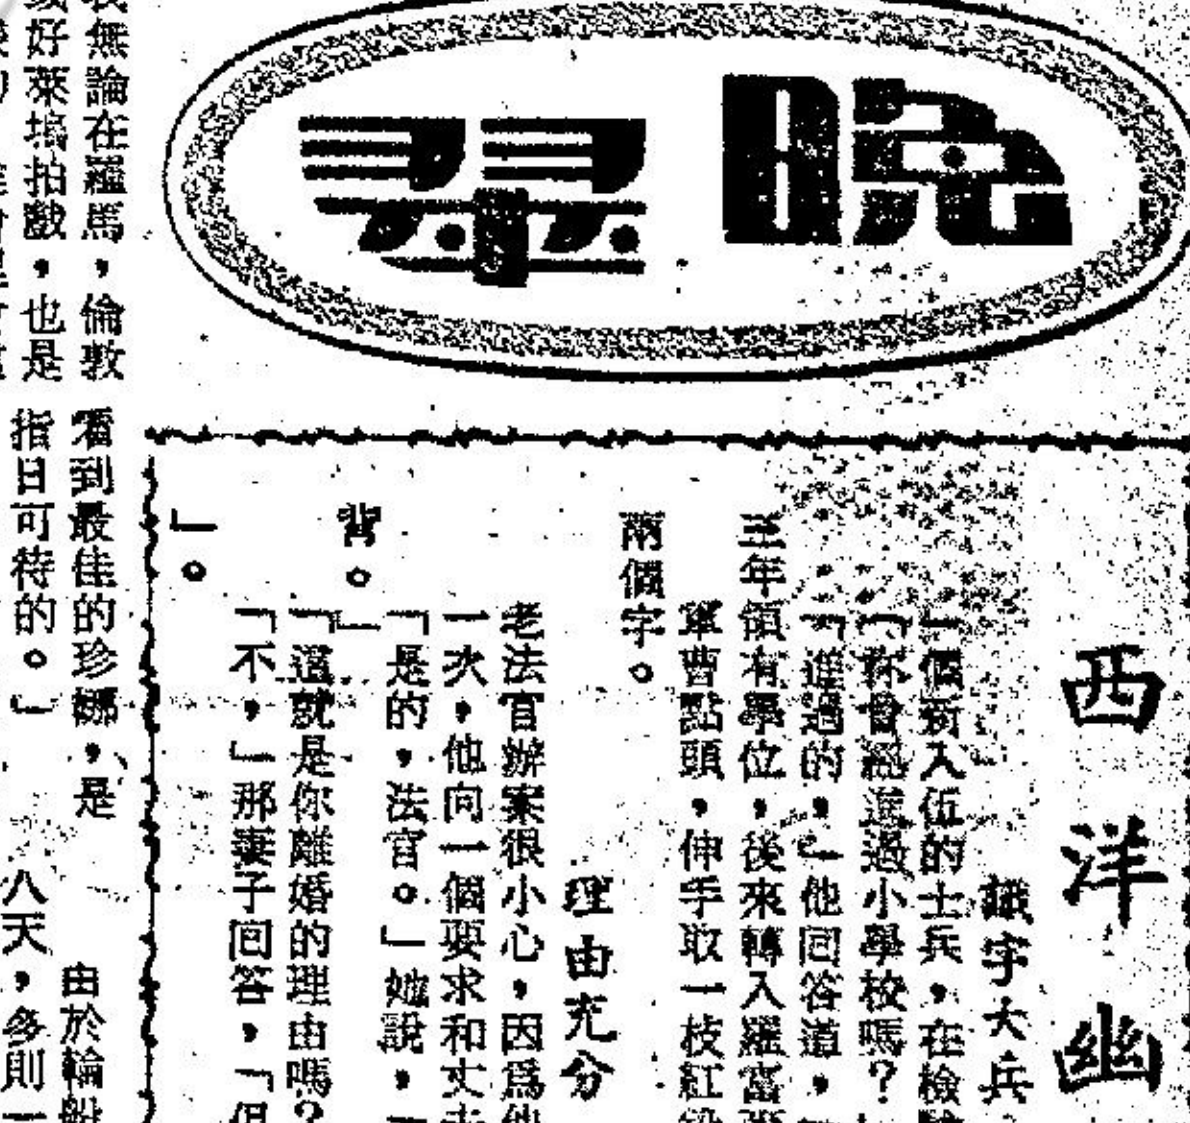 晚翠
西洋幽
識字大兵
一個新入伍的士兵，在檢
「你曾經進過小學校嗎？
「進過的，」他回答道，
三年領有學位，後來轉入羅富
軍曹點頭，伸手取一枝紅
兩個字。
理由充分
老法官辦案很小心，因爲他
一次，他向一個要求和丈夫
「是的，法官。」她說，「
背。」
「這就是你離婚的理由嗎？
「不，」那妻子回答，「但
」。
無論在羅馬，倫敦
好萊塢拍戲，也是
看到最佳的珍娜，是
指日可待的。」
由於輪船
八天，多則一